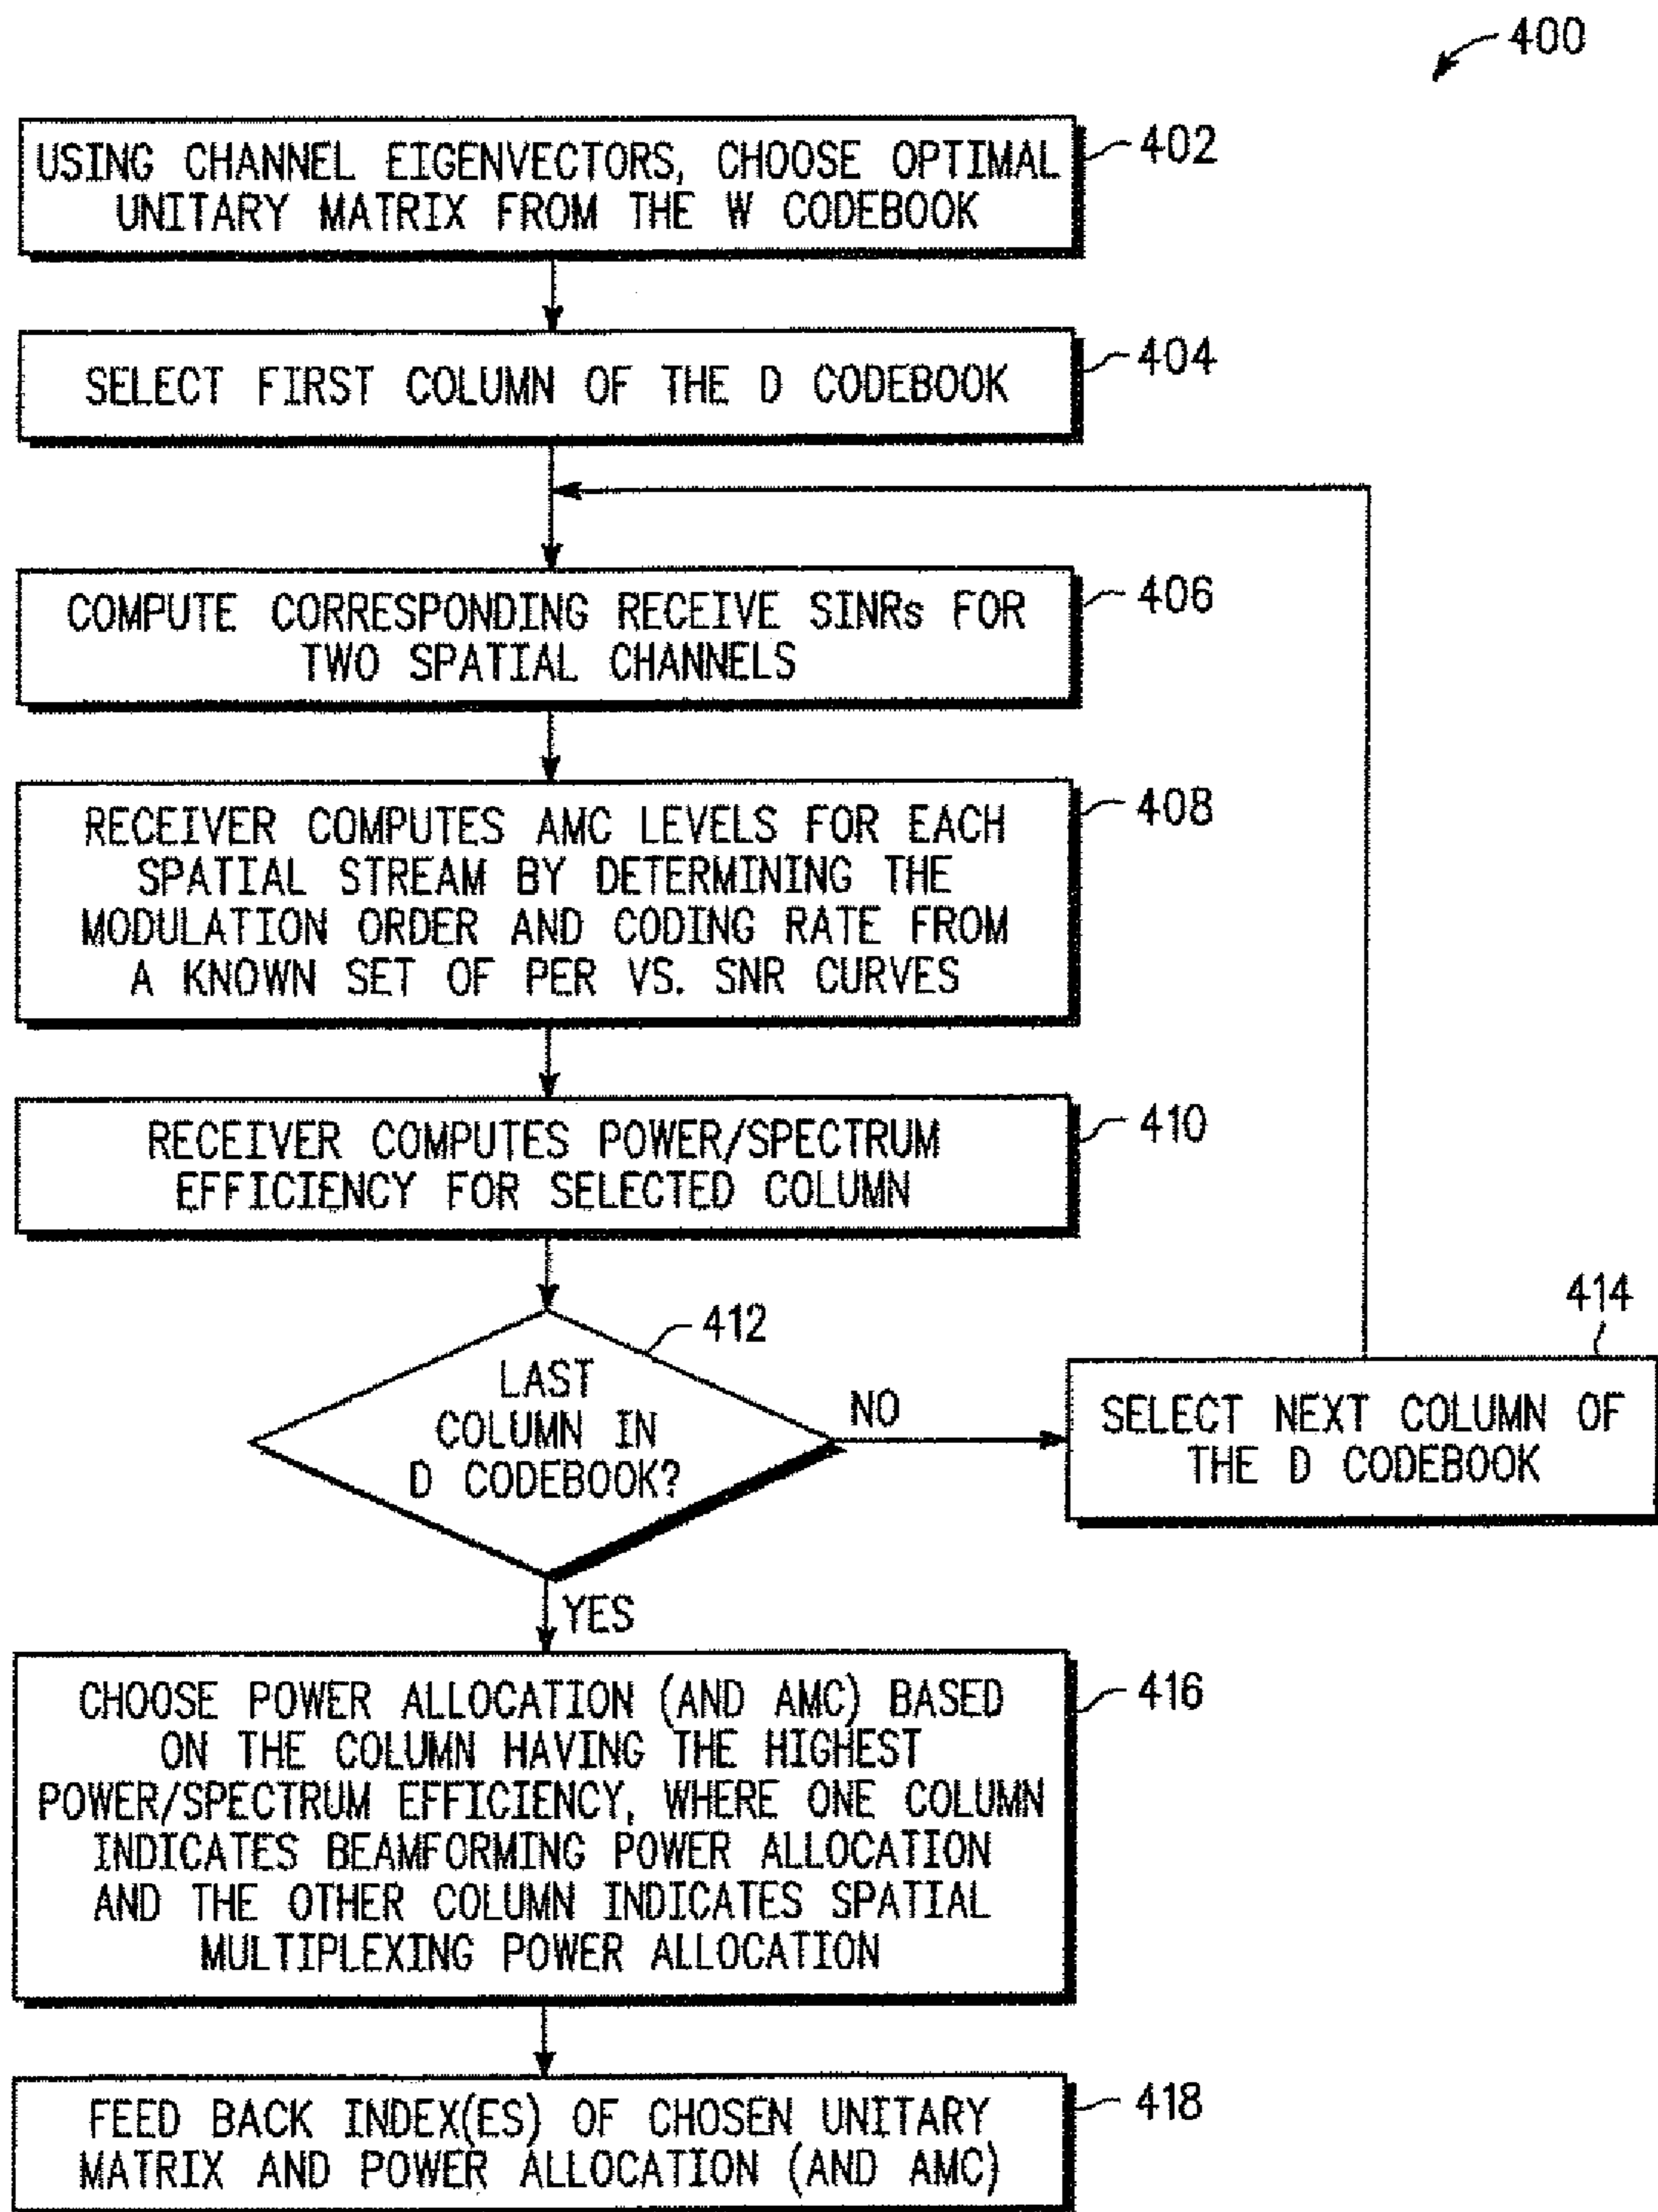 400
USING CHANNEL EIGENVECTORS, CHOOSE OPTIMAL
UNITARY MATRIX FROM THE W CODEBOOK
402
SELECT FIRST COLUMN OF THE D CODEBOOK
404
COMPUTE CORRESPONDING RECEIVE SINRs FOR
TWO SPATIAL CHANNELS
406
RECEIVER COMPUTES AMC LEVELS FOR EACH
SPATIAL STREAM BY DETERMINING THE
MODULATION ORDER AND CODING RATE FROM
A KNOWN SET OF PER VS. SNR CURVES
408
RECEIVER COMPUTES POWER/SPECTRUM
EFFICIENCY FOR SELECTED COLUMN
410
LAST
COLUMN IN
D CODEBOOK?
412
NO
414
SELECT NEXT COLUMN OF
THE D CODEBOOK
YES
CHOOSE POWER ALLOCATION (AND AMC) BASED
ON THE COLUMN HAVING THE HIGHEST
POWER/SPECTRUM EFFICIENCY, WHERE ONE COLUMN
INDICATES BEAMFORMING POWER ALLOCATION
AND THE OTHER COLUMN INDICATES SPATIAL
MULTIPLEXING POWER ALLOCATION
416
FEED BACK INDEX(ES) OF CHOSEN UNITARY
MATRIX AND POWER ALLOCATION (AND AMC)
418